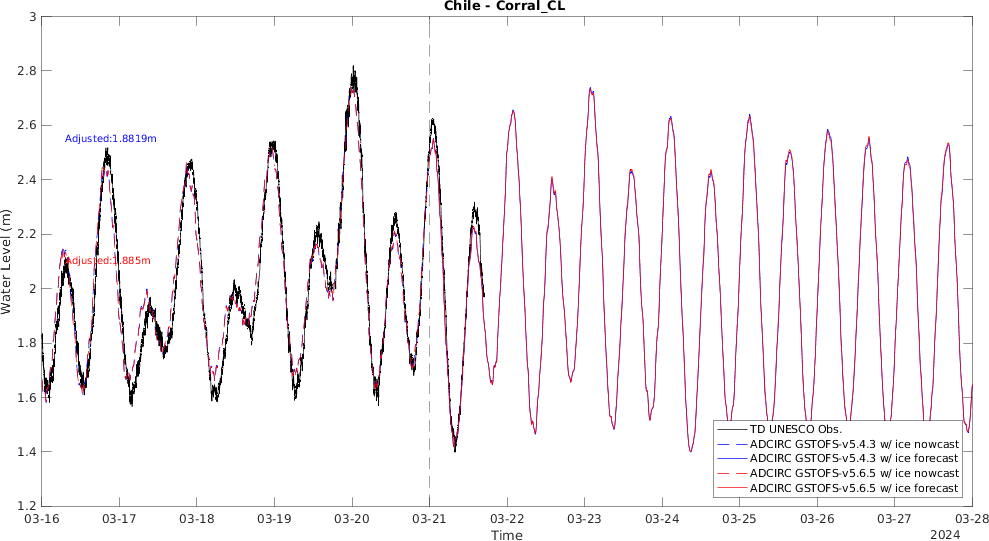 Chile - Corral_CL
3
2.8
2.6
2.4
2.2
2
1.8
1.6
1.4
1.2
Water Level (m)
Adjusted:1.8819m
Adjusted:1.885m
TD UNESCO Obs.
ADCIRC GSTOFS-v5.4.3 w/ ice nowcast
ADCIRC GSTOFS-v5.4.3 w/ ice forecast
ADCIRC GSTOFS-v5.6.5 w/ ice nowcast
ADCIRC GSTOFS-v5.6.5 w/ ice forecast
03-16 03-17 03-18 03-19 03-20 03-21 03-22 03-23 03-24 03-25 03-26 03-27 03-28
Time
2024